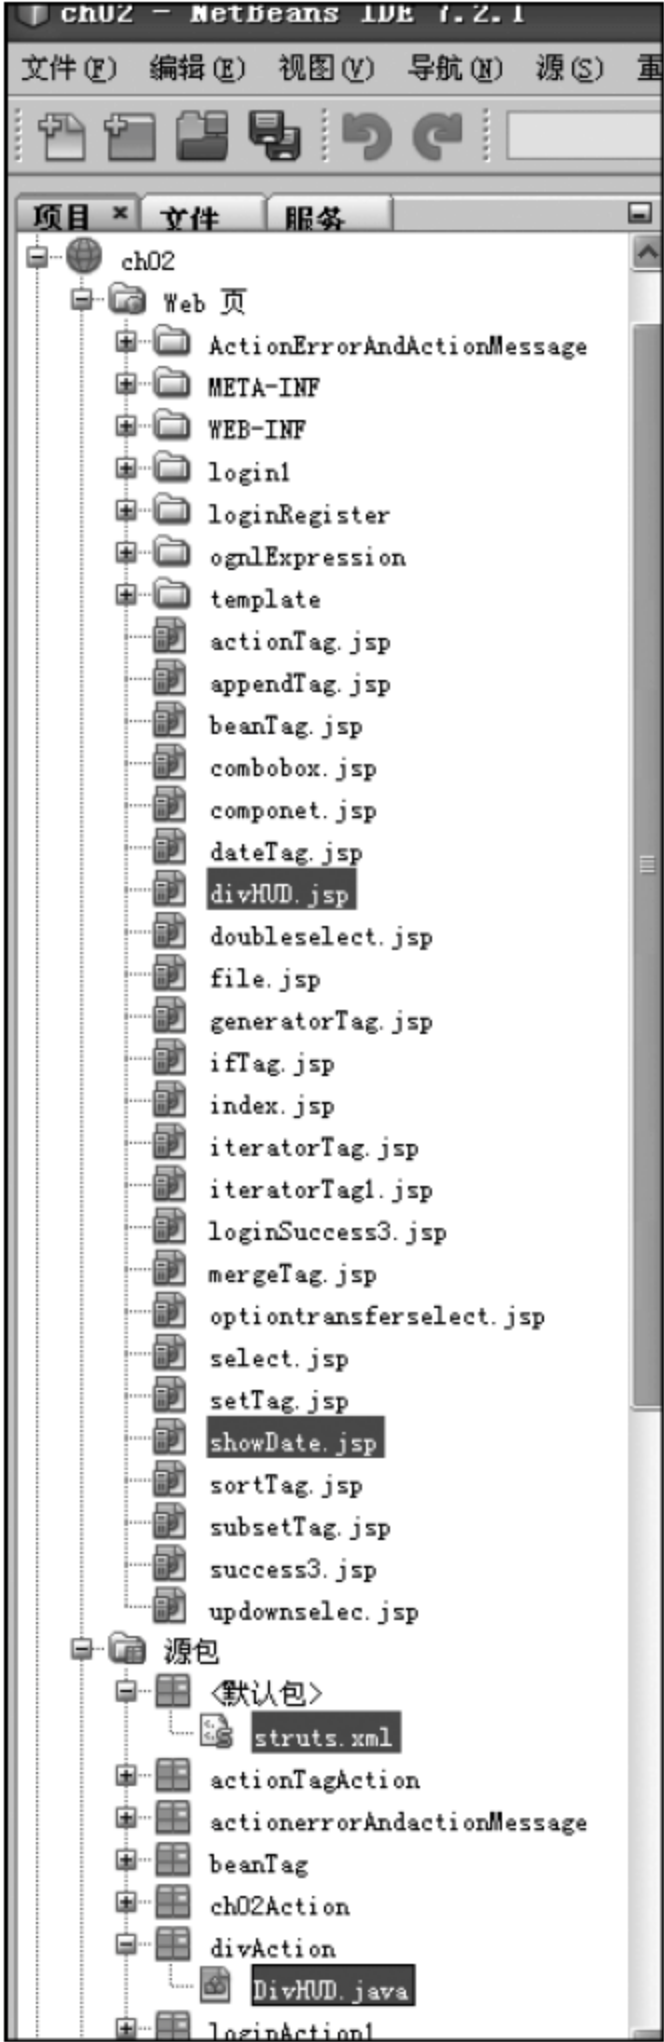 ch02 - NetBeans IDE 7.2.1
文件(F) 编辑(E) 视图(V) 导航(N) 源(S) 重
项目 × 文件 服务
ch02
Web 页
ActionErrorAndActionMessage
META-INF
WEB-INF
login1
loginRegister
ognlExpression
template
actionTag.jsp
appendTag.jsp
beanTag.jsp
combobox.jsp
componet.jsp
dateTag.jsp
divHUD.jsp
doubleselect.jsp
file.jsp
generatorTag.jsp
ifTag.jsp
index.jsp
iteratorTag.jsp
iteratorTag1.jsp
loginSuccess3.jsp
mergeTag.jsp
optiontransferselect.jsp
select.jsp
setTag.jsp
showDate.jsp
sortTag.jsp
subsetTag.jsp
success3.jsp
updownselec.jsp
源包
<默认包>
struts.xml
actionTagAction
actionerrorAndactionMessage
beanTag
ch02Action
divAction
DivHUD.java
loginAction1